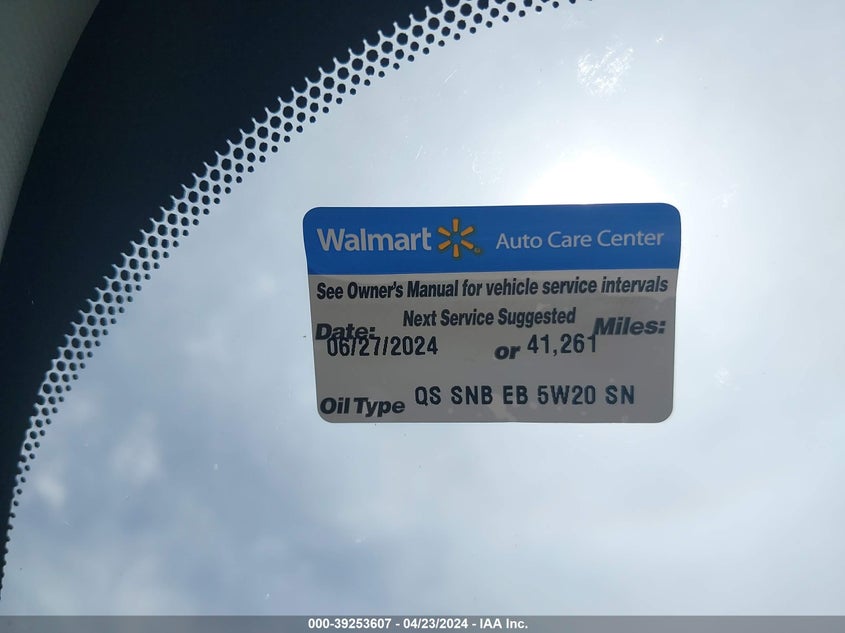 Walmart Auto Care Center
See Owner's Manual for vehicle service intervals
Next Service Suggested
Date: Miles:
06/27/2024 or 41,261
Oil Type QS SNB EB 5W20 SN
000-39253607 - 04/23/2024 - IAA Inc.